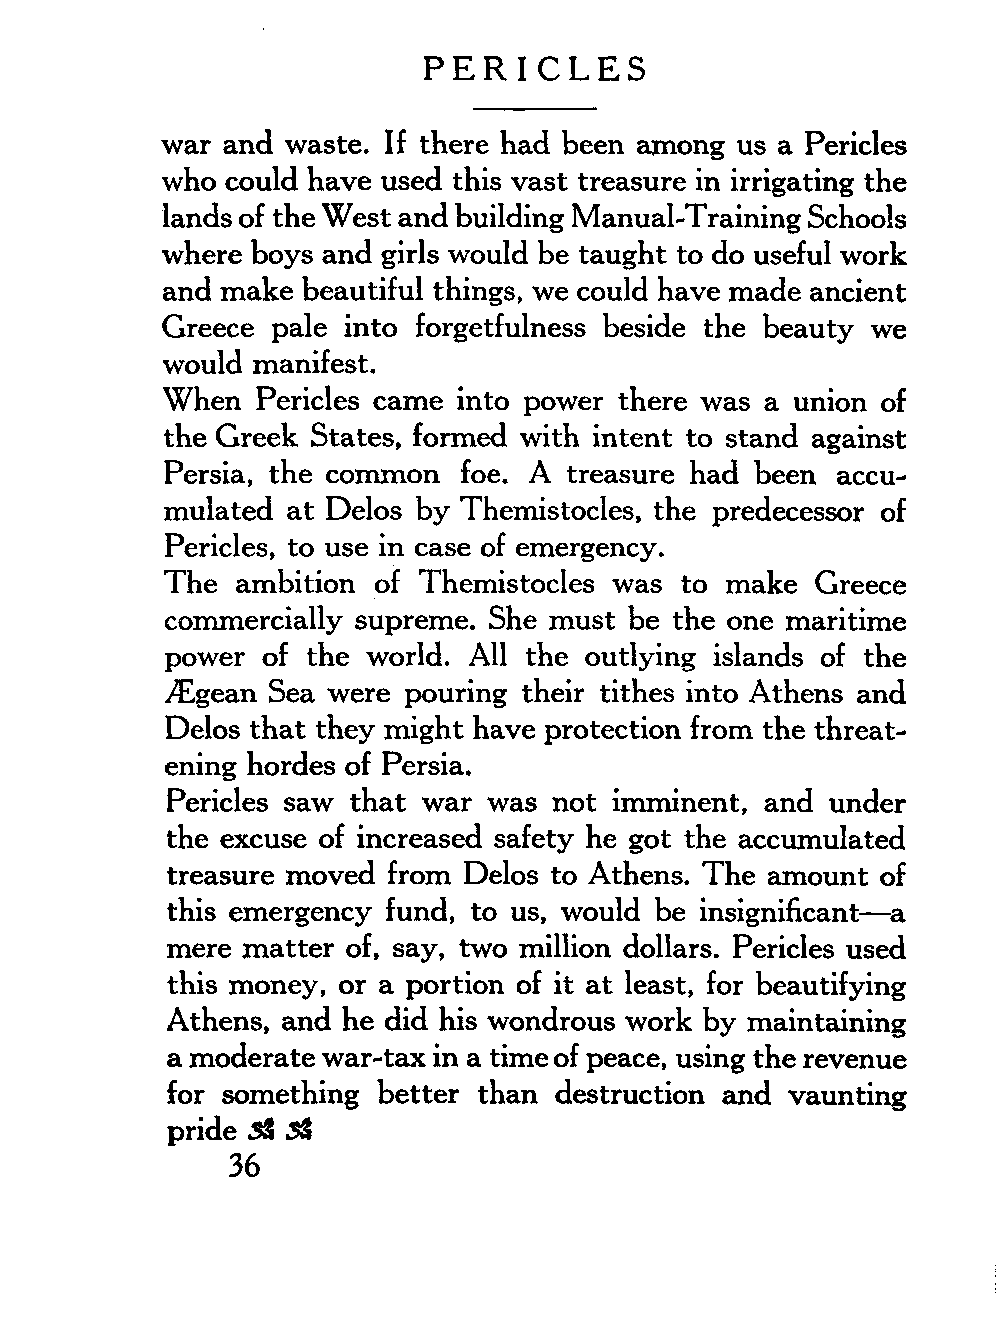 PERICLES
war and waste. If there had been among us a Pericles
who could have used this vast treasure in irrigating the
lands of the West and building Manual-Training Schools
where boys and girls would be taught to do useful work
and make beautiful things, we could have made ancient
Greece pale into forgetfulness beside the beauty we
would manifest.
When Pericles came into power there was a union of
the Greek States, formed with intent to stand against
Persia, the common foe. A treasure had been accu-
mulated at Delos by Themistocles, the predecessor of
Pericles, to use in case of emergency.
The ambition of Themistocles was to make Greece
commercially supreme. She must be the one maritime
power of the world. All the outlying islands of the
Ægean Sea were pouring their tithes into Athens and
Delos that they might have protection from the threat-
ening hordes of Persia.
Pericles saw that war was not imminent, and under
the excuse of increased safety he got the accumulated
treasure moved from Delos to Athens. The amount of
this emergency fund, to us, would be insignificant—a
mere matter of, say, two million dollars. Pericles used
this money, or a portion of it at least, for beautifying
Athens, and he did his wondrous work by maintaining
a moderate war-tax in a time of peace, using the revenue
for something better than destruction and vaunting
pride
36